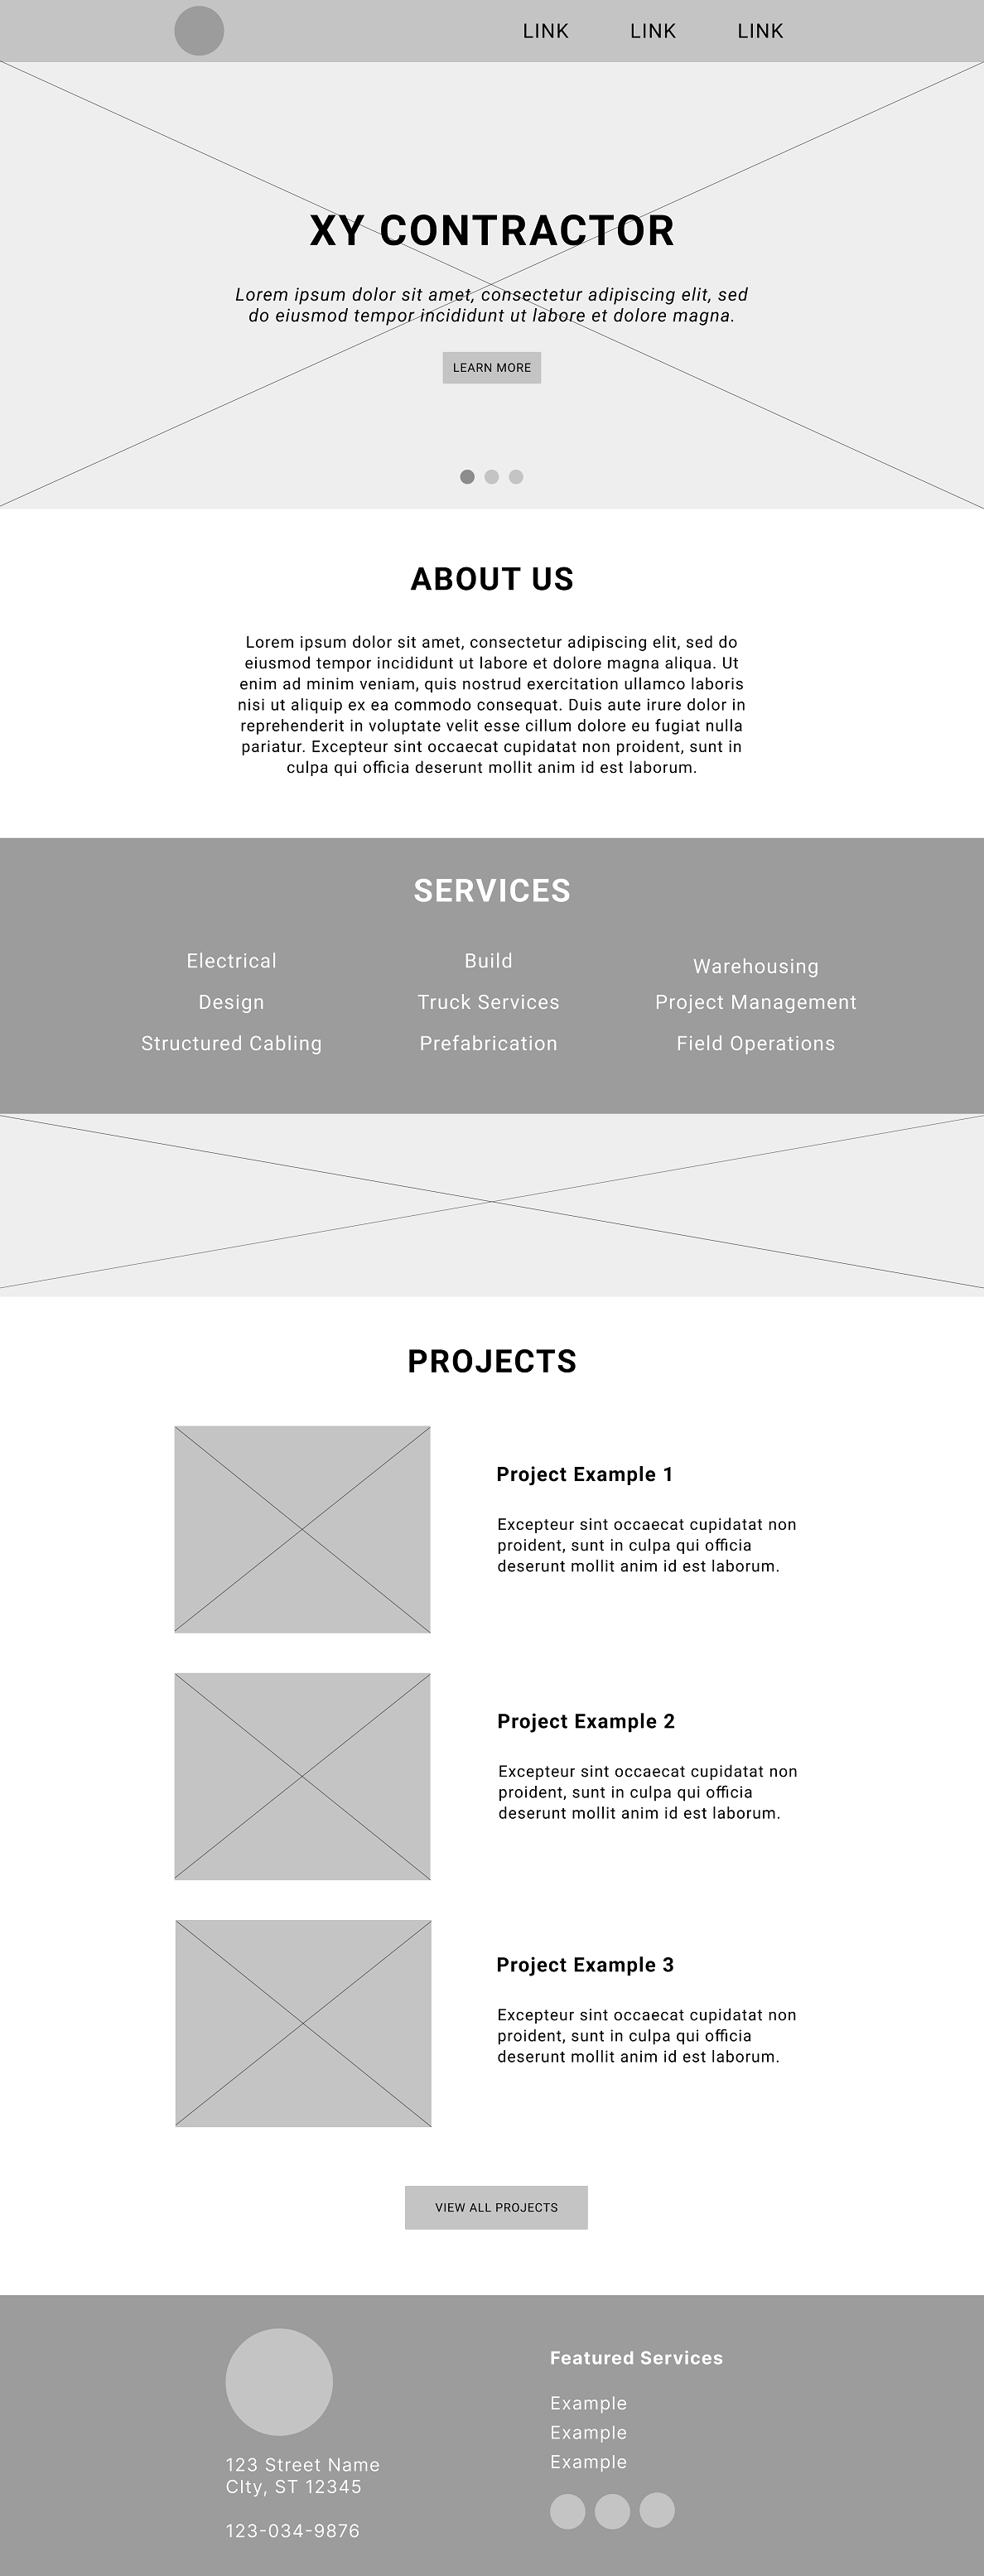 LINK LINK LINK
XY CONTRACTOR
Lorem ipsum dolor sit amet, consectetur adipiscing elit, sed
do eiusmod tempor incididunt ut labore et dolore magna.
LEARN MORE
ABOUT US
Lorem ipsum dolor sit amet, consectetur adipiscing elit, sed do
eiusmod tempor incididunt ut labore et dolore magna aliqua. Ut
enim ad minim veniam, quis nostrud exercitation ullamco laboris
nisi ut aliquip ex ea commodo consequat. Duis aute irure dolor in
reprehenderit in voluptate velit esse cillum dolore eu fugiat nulla
pariatur. Excepteur sint occaecat cupidatat non proident, sunt in
culpa qui officia deserunt mollit anim id est laborum.
SERVICES
Electrical Build Warehousing
Design Truck Services Project Management
Structured Cabling Prefabrication Field Operations
PROJECTS
Project Example 1
Excepteur sint occaecat cupidatat non
proident, sunt in culpa qui officia
deserunt mollit anim id est laborum.
Project Example 2
Excepteur sint occaecat cupidatat non
proident, sunt in culpa qui officia
deserunt mollit anim id est laborum.
Project Example 3
Excepteur sint occaecat cupidatat non
proident, sunt in culpa qui officia
deserunt mollit anim id est laborum.
VIEW ALL PROJECTS
123 Street Name
CIty, ST 12345
123-034-9876
Featured Services
Example
Example
Example